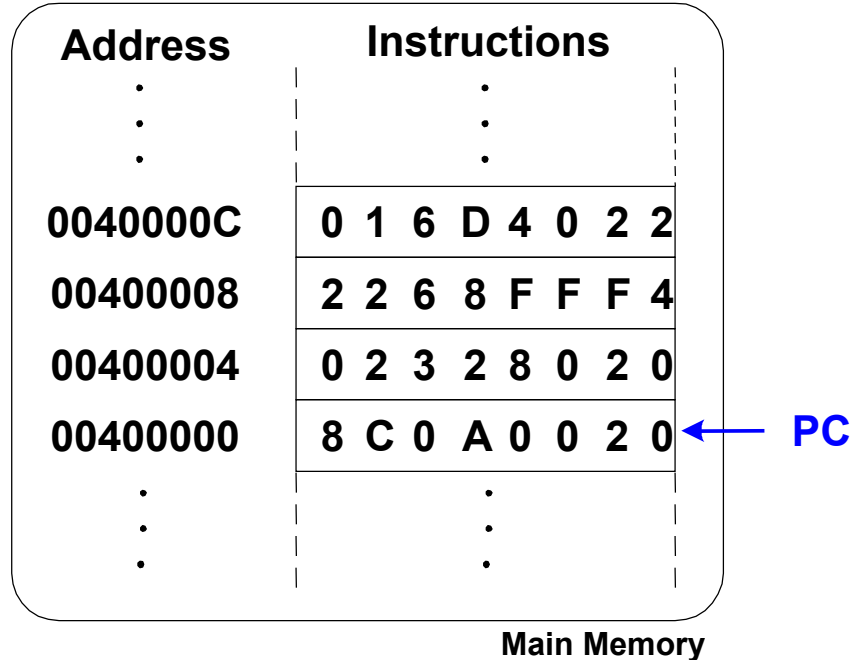 Address Instructions
0040000C 0 1 6 D 4 0 2 2
00400008 2 2 6 8 F F F 4
00400004 0 2 3 2 8 0 2 0
00400000 8 C 0 A 0 0 2 0 PC
Main Memory